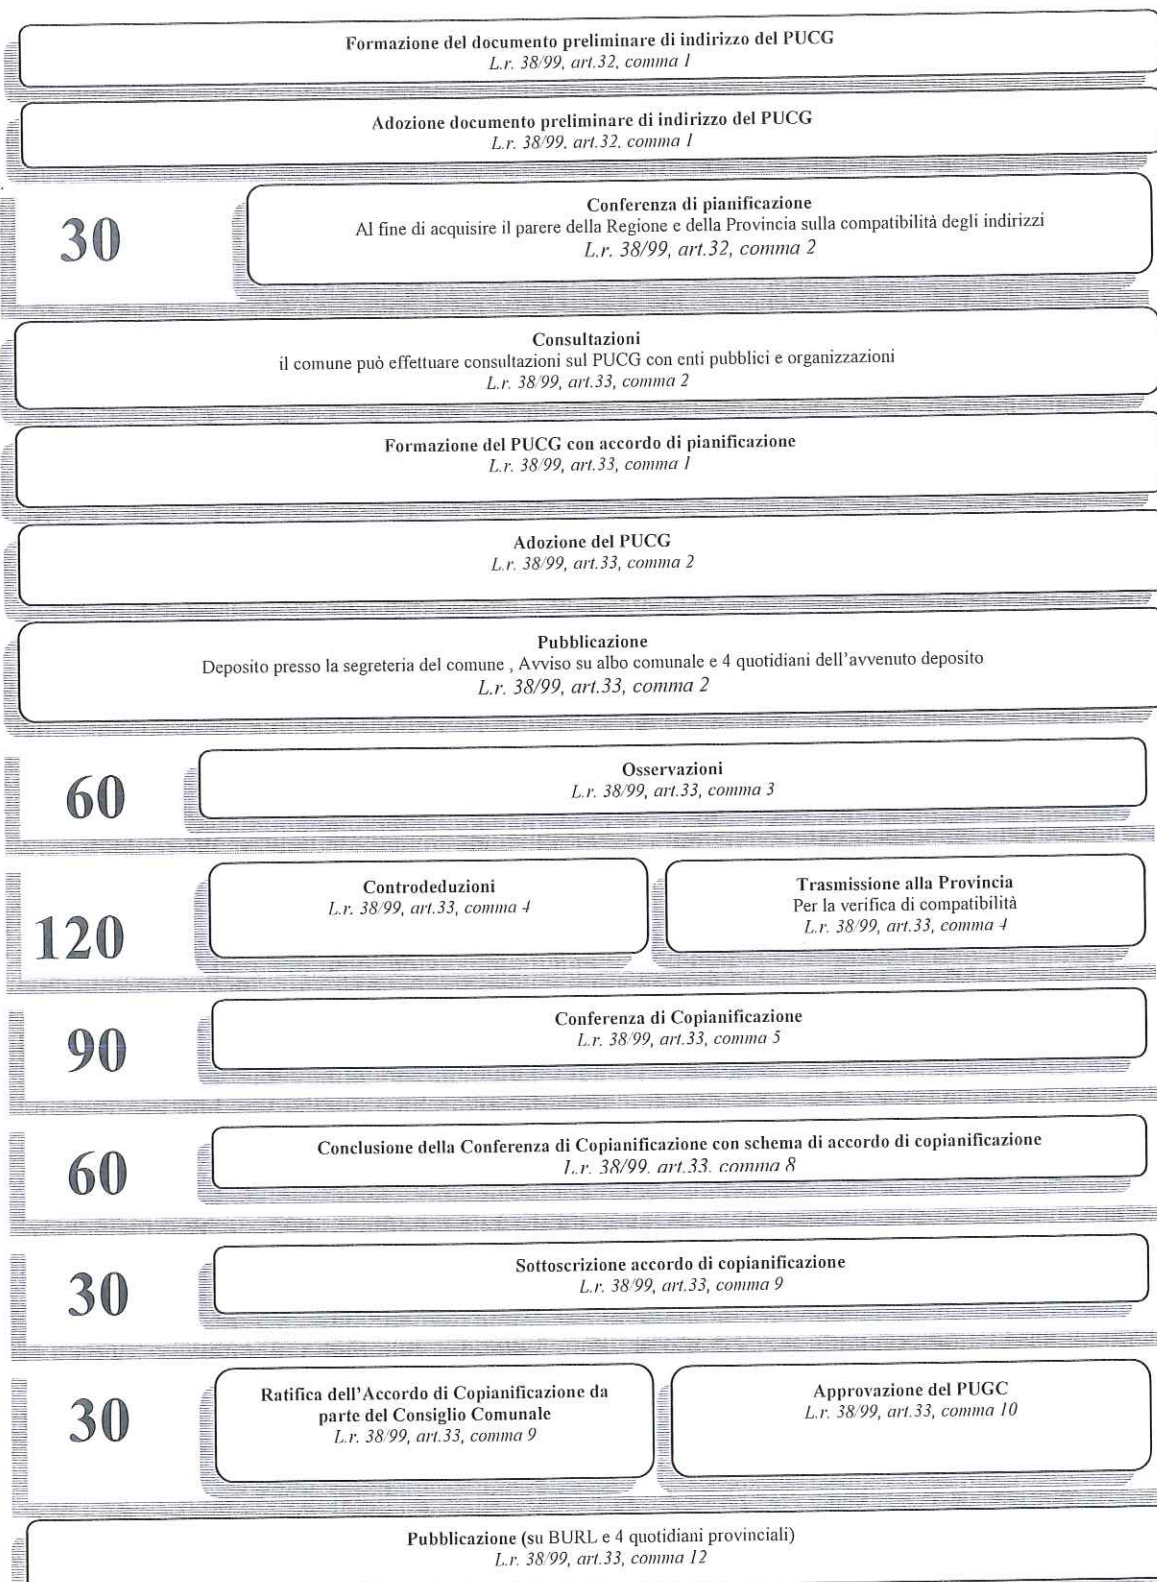 Formazione del documento preliminare di indirizzo del PUCG
L.r. 38/99, art.32, comma 1
Adozione documento preliminare di indirizzo del PUCG
L.r. 38/99. art.32. comma 1
30
Conferenza di pianificazione
Al fine di acquisire il parere della Regione e della Provincia sulla compatibilità degli indirizzi
L.r. 38/99, art.32, comma 2
Consultazioni
il comune può effettuare consultazioni sul PUCG con enti pubblici e organizzazioni
L.r. 38/99, art.33, comma 2
Formazione del PUCG con accordo di pianificazione
L.r. 38/99, art.33, comma 1
Adozione del PUCG
L.r. 38/99, art.33, comma 2
Pubblicazione
Deposito presso la segreteria del comune , Avviso su albo comunale e 4 quotidiani dell'avvenuto deposito
L.r. 38/99, art.33, comma 2
60
Osservazioni
L.r. 38/99, art.33, comma 3
120
Controdeduzioni
L.r. 38/99, art.33, comma 4
Trasmissione alla Provincia
Per la verifica di compatibilità
L.r. 38/99, art.33, comma 4
90
Conferenza di Copianificazione
L.r. 38/99, art.33, comma 5
60
Conclusione della Conferenza di Copianificazione con schema di accordo di copianificazione
L.r. 38/99. art.33. comma 8
30
Sottoscrizione accordo di copianificazione
L.r. 38/99, art.33, comma 9
30
Ratifica dell'Accordo di Copianificazione da
parte del Consiglio Comunale
L.r. 38/99, art.33, comma 9
Approvazione del PUGC
L.r. 38/99, art.33, comma 10
Pubblicazione (su BURL e 4 quotidiani provinciali)
L.r. 38/99, art.33, comma 12